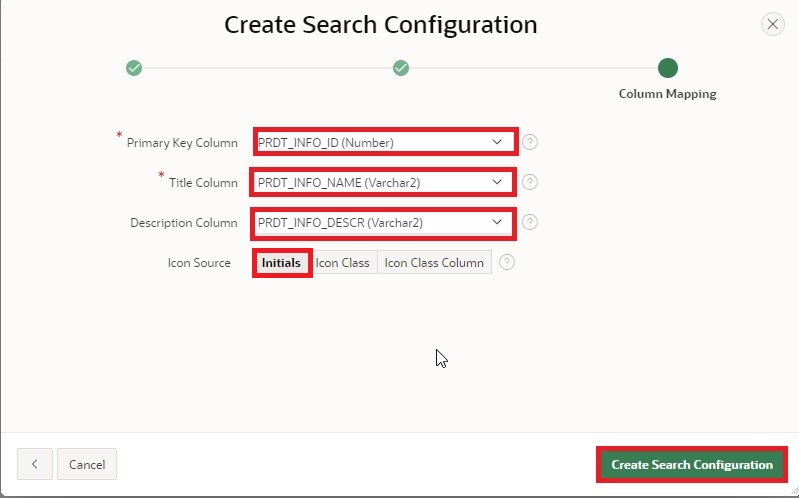 Create Search Configuration
Column Mapping
* Primary Key Column PRDT_INFO_ID (Number) ?
* Title Column PRDT_INFO_NAME (Varchar2) ?
Description Column PRDT_INFO_DESCR (Varchar2) ?
Icon Source Initials Icon Class Icon Class Column ?
Cancel Create Search Configuration